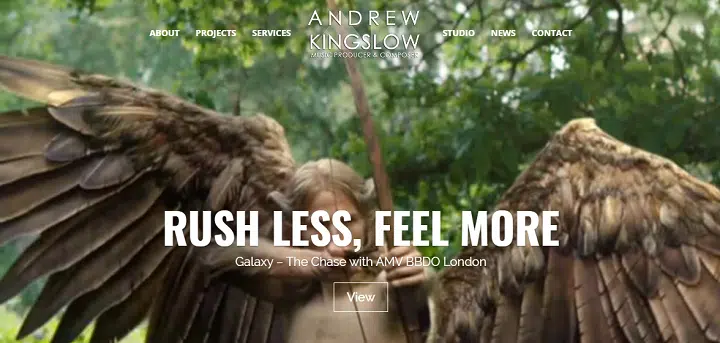 ABOUT PROJECTS SERVICES
ANDREW
KINGSLOW
MUSIC PRODUCER & COMPOSER
STUDIO NEWS CONTACT
RUSH LESS, FEEL MORE
Galaxy – The Chase with AMV BBDO London
View